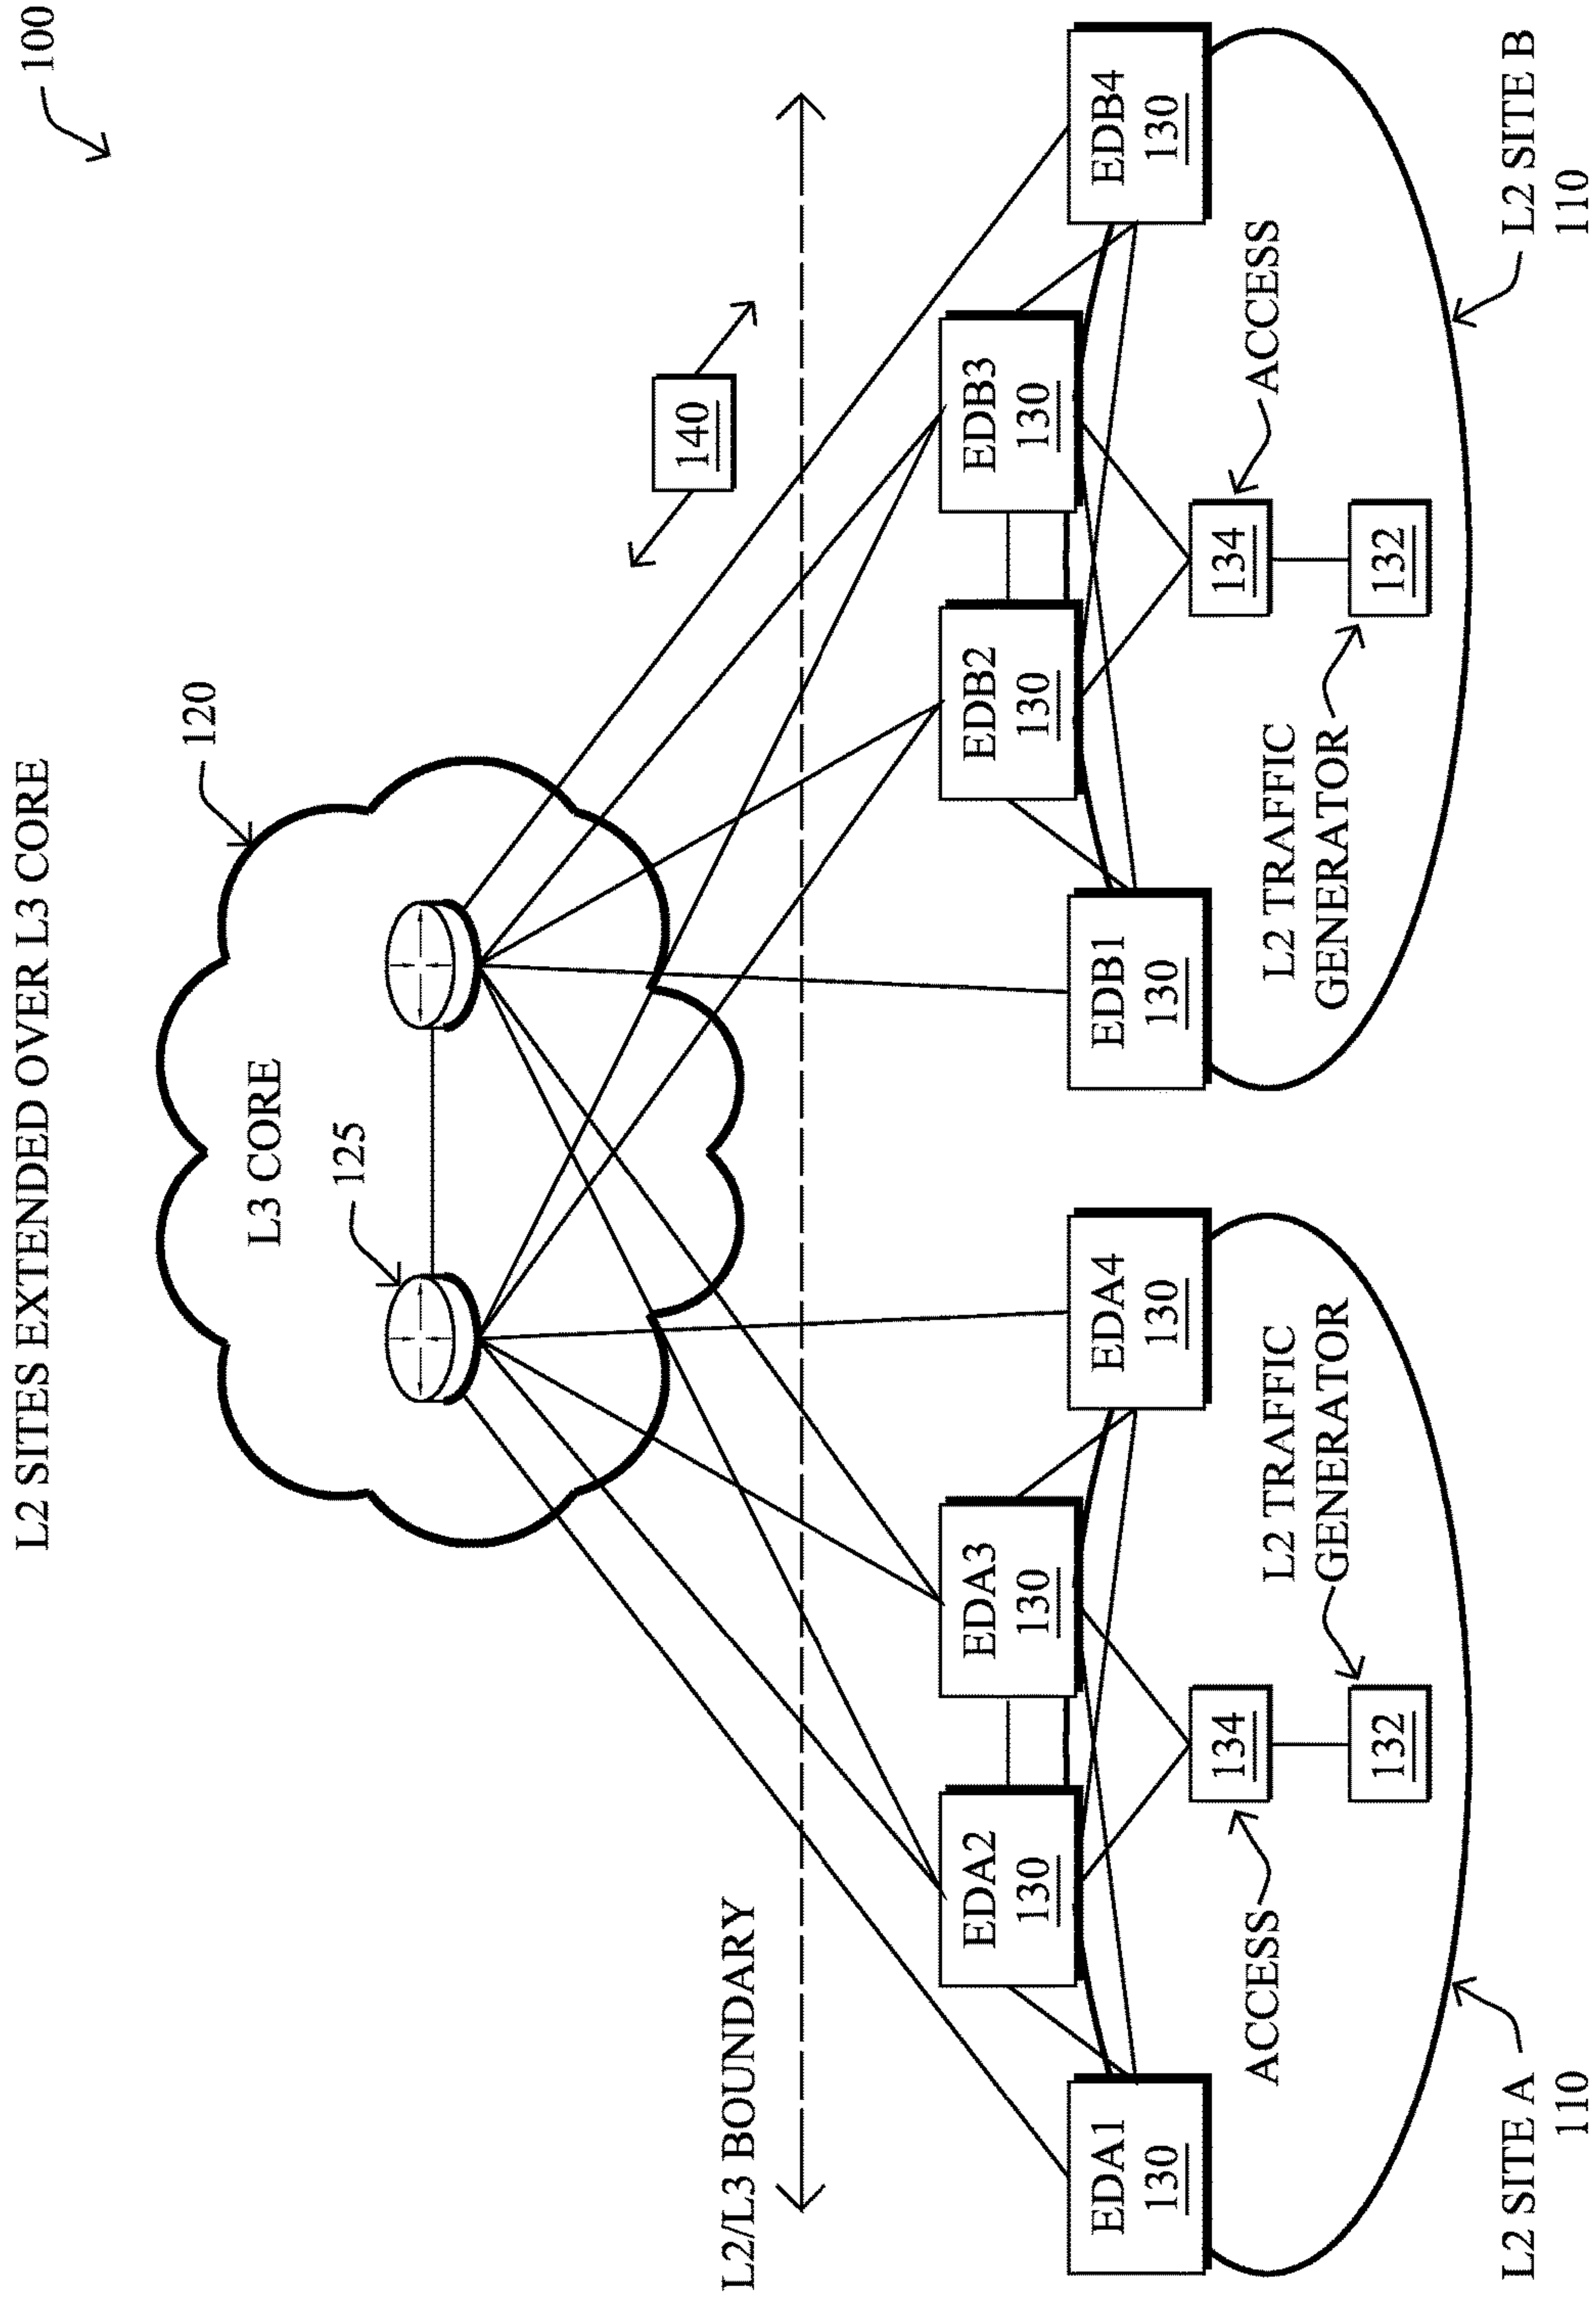 L2 SITES EXTENDED OVER L3 CORE
100
120
L3 CORE
125
L2/L3 BOUNDARY
140
EDA2
130
EDA3
130
EDB2
130
EDB3
130
EDA1
130
EDA4
130
EDB1
130
EDB4
130
ACCESS
134
L2 TRAFFIC
GENERATOR
132
L2 TRAFFIC
GENERATOR
134
ACCESS
132
L2 SITE A
110
L2 SITE B
110